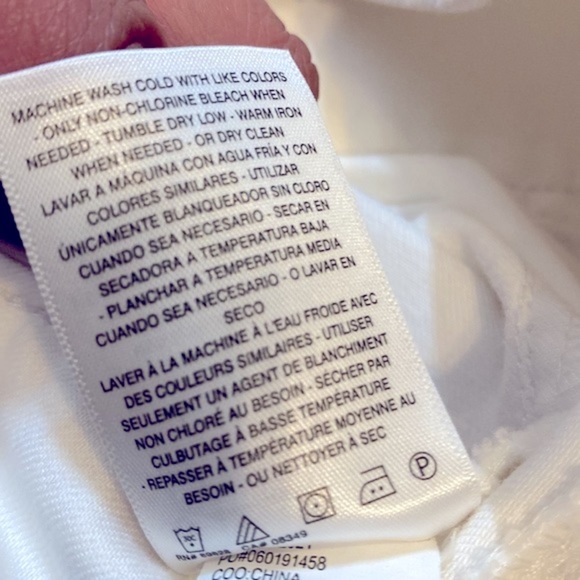 MACHINE WASH COLD WITH LIKE COLORS
- ONLY NON-CHLORINE BLEACH WHEN
NEEDED - TUMBLE DRY LOW - WARM IRON
WHEN NEEDED - OR DRY CLEAN
LAVAR A MÁQUINA CON AGUA FRÍA Y CON
COLORES SIMILARES - UTILIZAR
ÚNICAMENTE BLANQUEADOR SIN CLORO
CUANDO SEA NECESARIO - SECAR EN
SECADORA A TEMPERATURA BAJA
- PLANCHAR A TEMPERATURA MEDIA
CUANDO SEA NECESARIO - O LAVAR EN
SECO
LAVER À LA MACHINE À L'EAU FROIDE AVEC
DES COULEURS SIMILAIRES - UTILISER
SEULEMENT UN AGENT DE BLANCHIMENT
NON CHLORÉ AU BESOIN - SÉCHER PAR
CULBUTAGE À BASSE TEMPÉRATURE
- REPASSER À TEMPÉRATURE MOYENNE AU
BESOIN - OU NETTOYER À SEC
30C
P
CA# 08349
PO#060191458
COO:CHINA